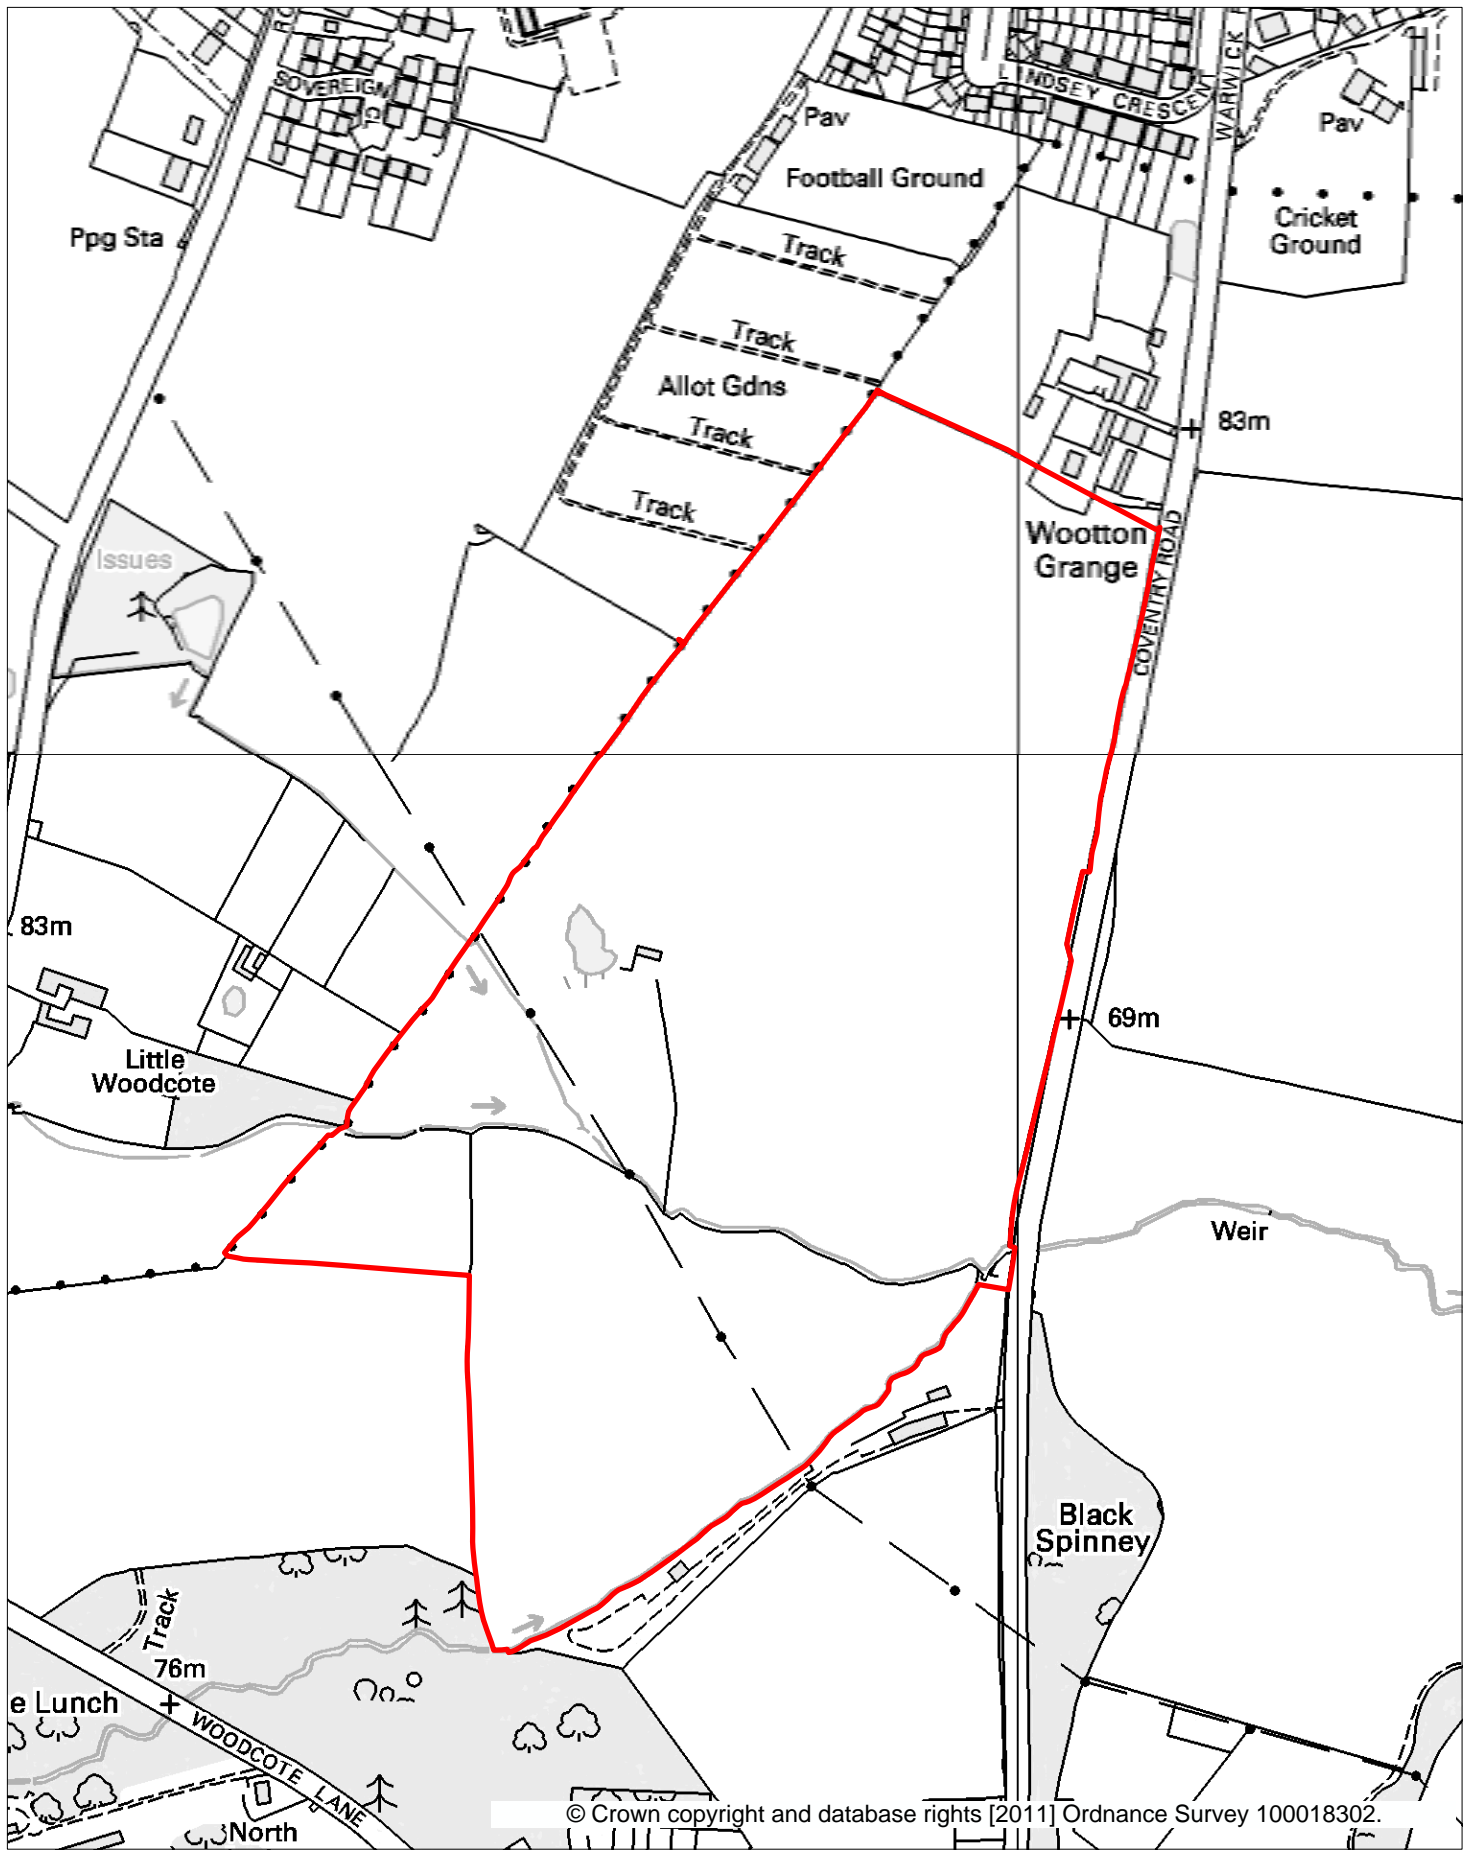 SOVEREIGN
LINDSEY CRESCENT
WARWICK
Pav
Pav
Football Ground
Cricket
Ground
Ppg Sta
Track
Track
Allot Gdns
Track
Track
83m
Wootton
Grange
COVENTRY ROAD
Issues
83m
69m
Little
Woodcote
Weir
Black
Spinney
Track
76m
e Lunch
WOODCOTE LANE
North
© Crown copyright and database rights [2011] Ordnance Survey 100018302.